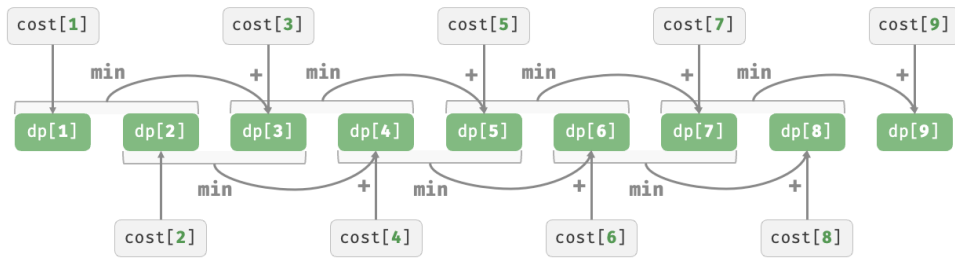 cost[1] cost[3] cost[5] cost[7] cost[9]
min + min + min + min +
dp[1] dp[2] dp[3] dp[4] dp[5] dp[6] dp[7] dp[8] dp[9]
min + min + min +
cost[2] cost[4] cost[6] cost[8]